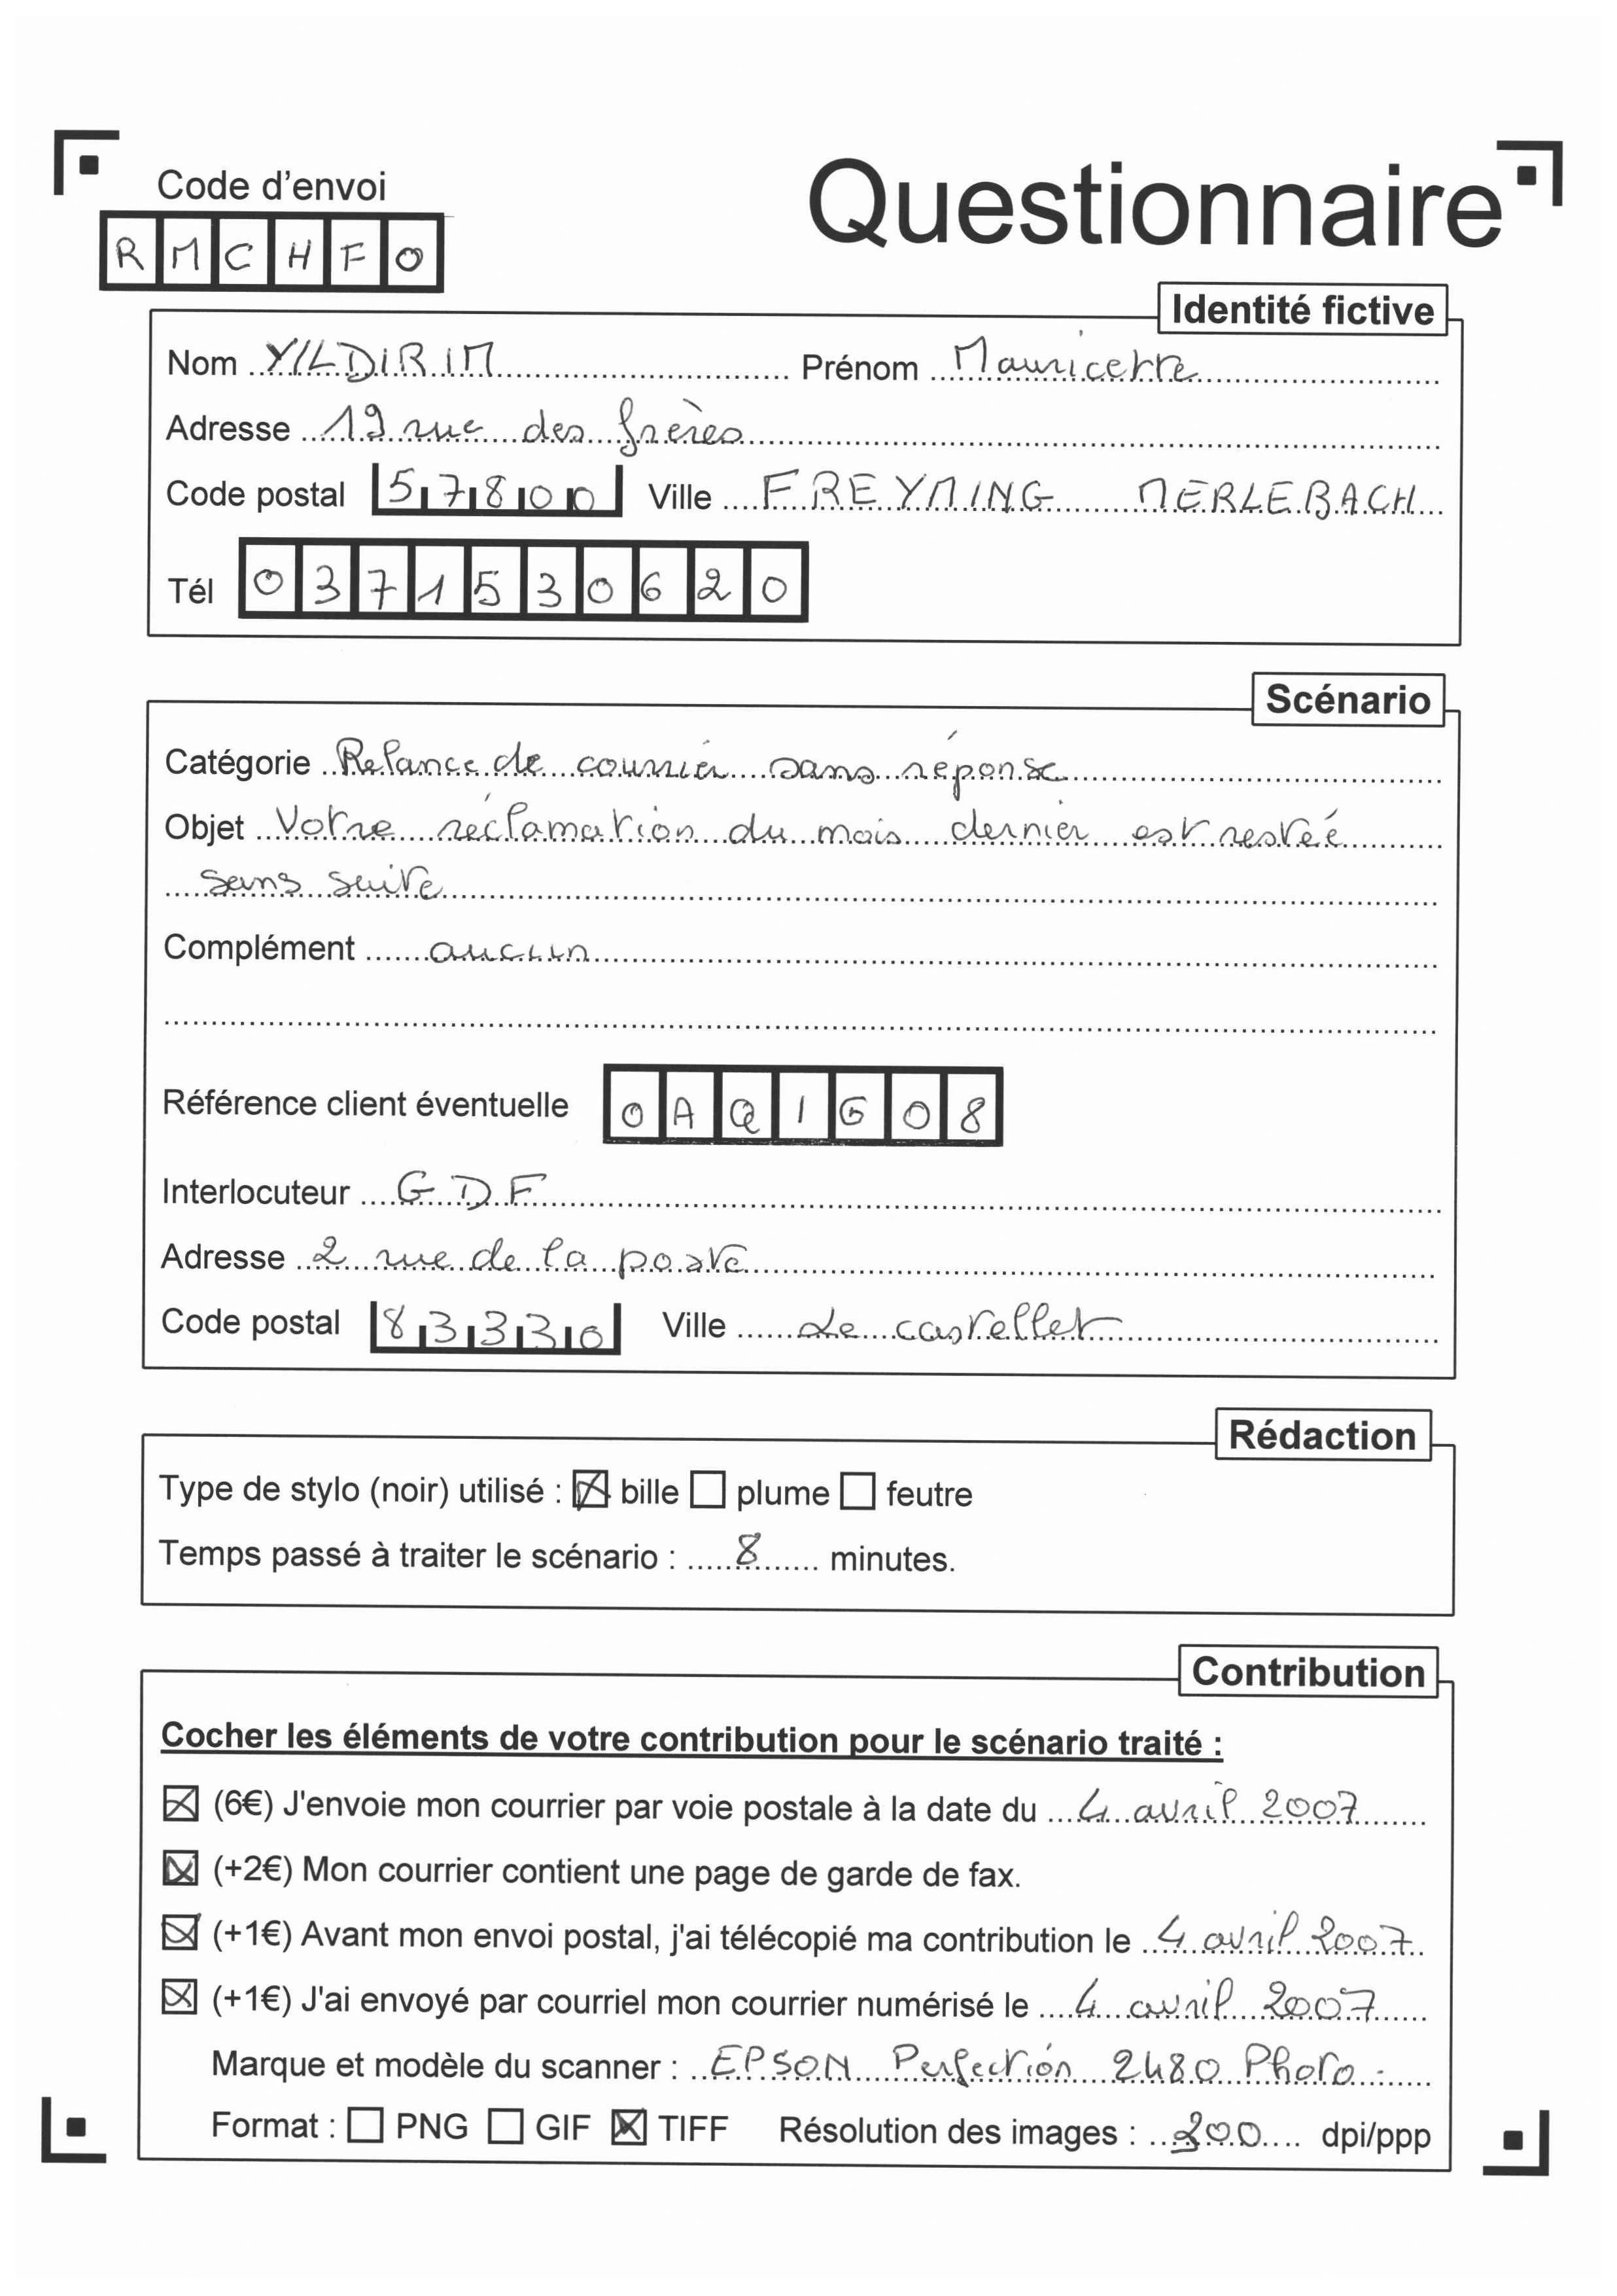 Code d'envoi
Questionnaire
RMCHFO
Identité fictive
Nom YILDIRIM Prénom Mauricette
Adresse 19 rue des frères
Code postal 57800 Ville FREYMING MERLEBACH
Tél 0371530620
Scénario
Catégorie Relance de courrier sans réponse
Objet Votre réclamation du mois dernier est restée
sans suite
Complément aucun
Référence client éventuelle OAQIG08
Interlocuteur GDF
Adresse 2 rue de la poste
Code postal 83330 Ville Le castellet
Rédaction
Type de stylo (noir) utilisé : ☒ bille ☐ plume ☐ feutre
Temps passé à traiter le scénario : 8 minutes.
Contribution
Cocher les éléments de votre contribution pour le scénario traité :
☒ (6€) J'envoie mon courrier par voie postale à la date du 4 avril 2007
☒ (+2€) Mon courrier contient une page de garde de fax.
☒ (+1€) Avant mon envoi postal, j'ai télécopié ma contribution le 4 avril 2007
☒ (+1€) J'ai envoyé par courriel mon courrier numérisé le 4 avril 2007
Marque et modèle du scanner : EPSON Perfection 2480 Photo
Format : ☐ PNG ☐ GIF ☒ TIFF Résolution des images : 200 dpi/ppp